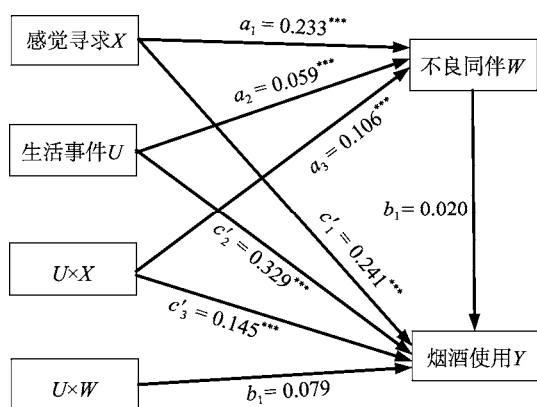 感觉寻求X
a₁ = 0.233***
不良同伴W
a₂ = 0.059***
生活事件U
a₃ = 0.106***
b₁ = 0.020
c′₁ = 0.241***
c′₂ = 0.329***
U×X
c′₃ = 0.145***
烟酒使用Y
U×W
b₁ = 0.079